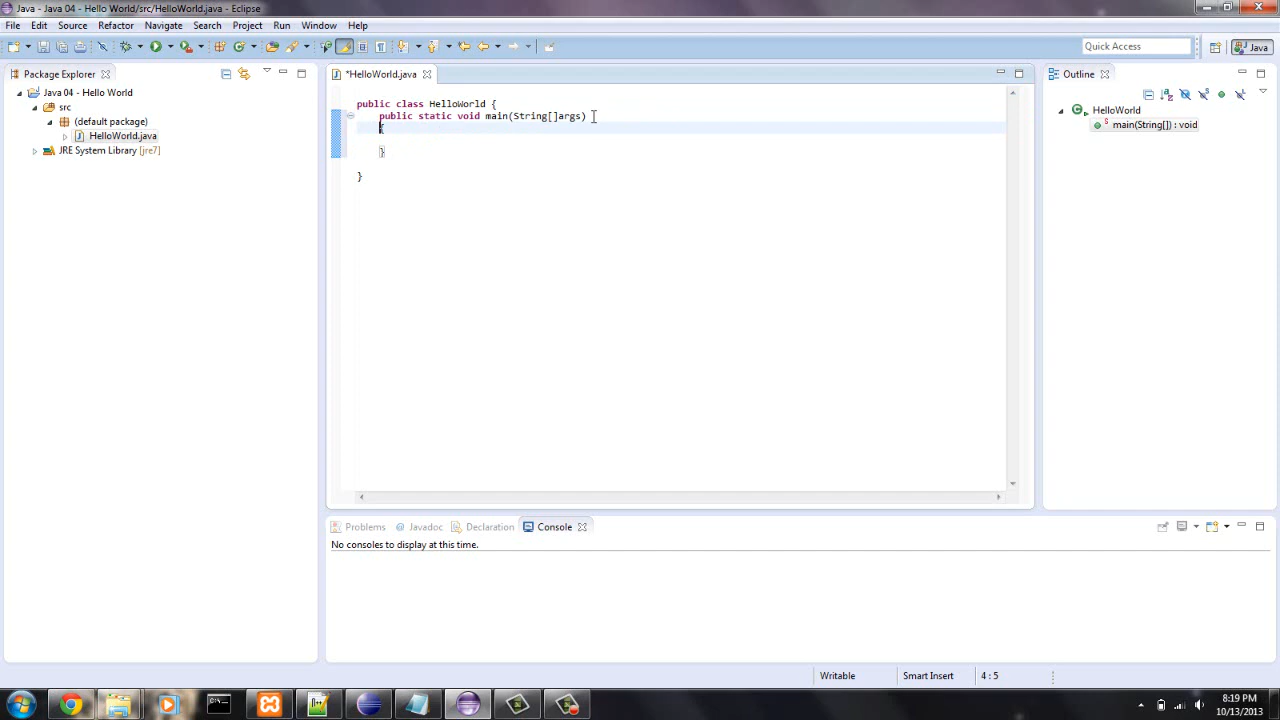 Java - Java 04 - Hello World/src/HelloWorld.java - Eclipse
File Edit Source Refactor Navigate Search Project Run Window Help
Quick Access
Java
Package Explorer
Java 04 - Hello World
src
(default package)
HelloWorld.java
JRE System Library [jre7]
*HelloWorld.java
public class HelloWorld {
public static void main(String[]args)
{
}
}
Outline
HelloWorld
main(String[]) : void
Problems @ Javadoc Declaration Console
No consoles to display at this time.
Writable Smart Insert 4 : 5
8:19 PM
10/13/2013